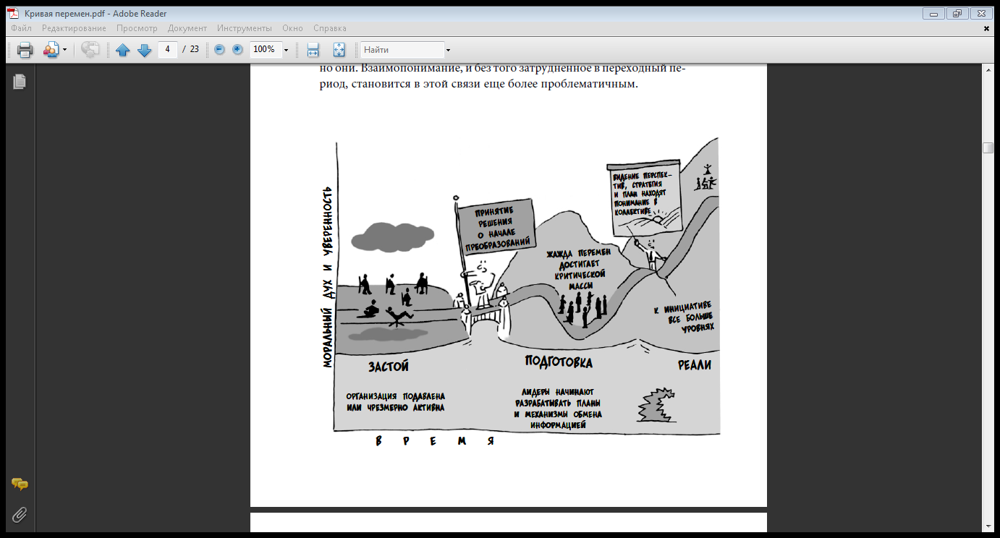 Кривая перемен.pdf - Adobe Reader
Файл Редактирование Просмотр Документ Инструменты Окно Справка
4 / 23 100% Найти
но они. Взаимопонимание, и без того затрудненное в переходный пе-
риод, становится в этой связи еще более проблематичным.
МОРАЛЬНЫЙ ДУХ И УВЕРЕННОСТЬ
ПРИНЯТИЕ
РЕШЕНИЯ
О НАЧАЛЕ
ПРЕОБРАЗОВАНИЙ
ЖАЖДА ПЕРЕМЕН
ДОСТИГАЕТ
КРИТИЧЕСКОЙ
МАССЫ
ВИДЕНИЕ ПЕРСПЕК-
ТИВ, СТРАТЕГИЯ
И ПЛАН НАХОДЯТ
ПОНИМАНИЕ В
КОЛЛЕКТИВЕ
К ИНИЦИАТИВЕ
ВСЕ БОЛЬШЕ
УРОВНЯХ
ЗАСТОЙ
ПОДГОТОВКА
РЕАЛИ
ОРГАНИЗАЦИЯ ПОДАВЛЕНА
ИЛИ ЧРЕЗМЕРНО АКТИВНА
ЛИДЕРЫ НАЧИНАЮТ
РАЗРАБАТЫВАТЬ ПЛАНЫ
И МЕХАНИЗМЫ ОБМЕНА
ИНФОРМАЦИЕЙ
В Р Е М Я